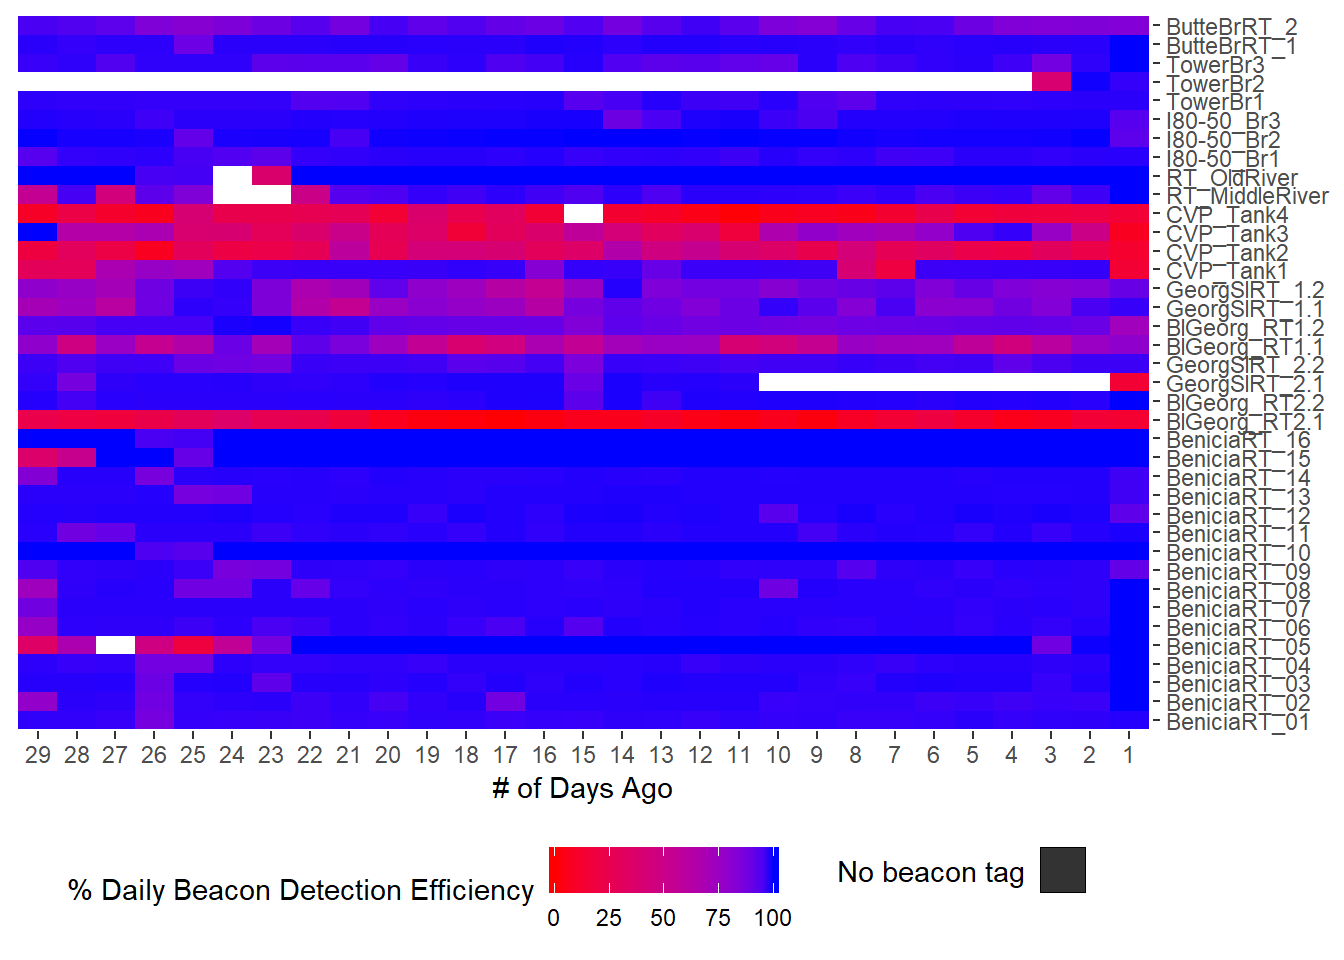 ButteBrRT_2
ButteBrRT_1
TowerBr3
TowerBr2
TowerBr1
I80-50_Br3
I80-50_Br2
I80-50_Br1
RT_OldRiver
RT_MiddleRiver
CVP_Tank4
CVP_Tank3
CVP_Tank2
CVP_Tank1
GeorgSlRT_1.2
GeorgSlRT_1.1
BlGeorg_RT1.2
BlGeorg_RT1.1
GeorgSlRT_2.2
GeorgSlRT_2.1
BlGeorg_RT2.2
BlGeorg_RT2.1
BeniciaRT_16
BeniciaRT_15
BeniciaRT_14
BeniciaRT_13
BeniciaRT_12
BeniciaRT_11
BeniciaRT_10
BeniciaRT_09
BeniciaRT_08
BeniciaRT_07
BeniciaRT_06
BeniciaRT_05
BeniciaRT_04
BeniciaRT_03
BeniciaRT_02
BeniciaRT_01
29 28 27 26 25 24 23 22 21 20 19 18 17 16 15 14 13 12 11 10 9 8 7 6 5 4 3 2 1
# of Days Ago
% Daily Beacon Detection Efficiency
0 25 50 75 100
No beacon tag